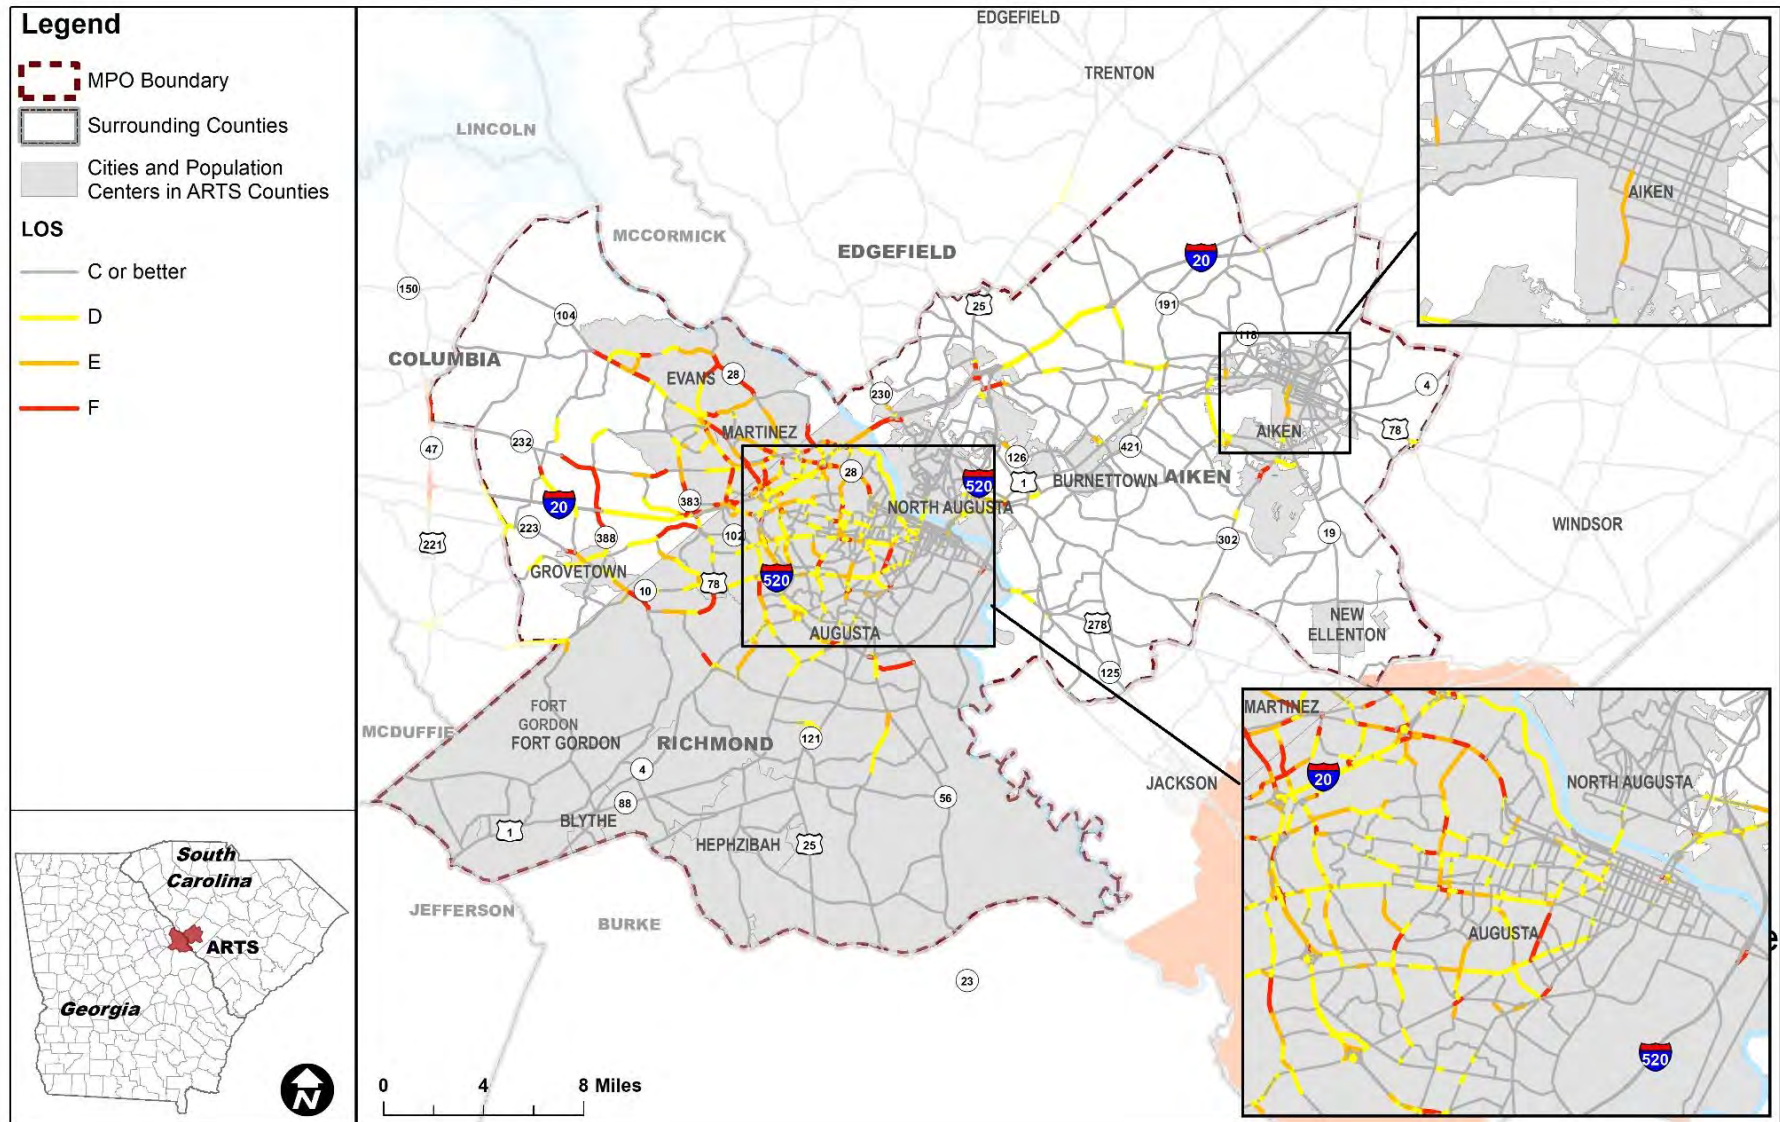 Legend
MPO Boundary
Surrounding Counties
Cities and Population
Centers in ARTS Counties
LOS
C or better
D
E
F
South
Carolina
ARTS
Georgia
N
0 4 8 Miles
EDGEFIELD
TRENTON
LINCOLN
MCCORMICK
EDGEFIELD
20
150
25
191
104
118
COLUMBIA
28
EVANS
4
230
AIKEN
MARTINEZ
78
232
47
421
28
126
AIKEN
BURNETTOWN
1
520
383
20
NORTH AUGUSTA
WINDSOR
223
388
102
302
19
221
GROVETOWN
520
78
10
NEW
ELLENTON
278
AUGUSTA
125
FORT
GORDON
MCDUFFIE
FORT GORDON
RICHMOND
121
4
JACKSON
56
88
BLYTHE
1
HEPHZIBAH
25
JEFFERSON
BURKE
23
AIKEN
MARTINEZ
20
NORTH AUGUSTA
AUGUSTA
e
520